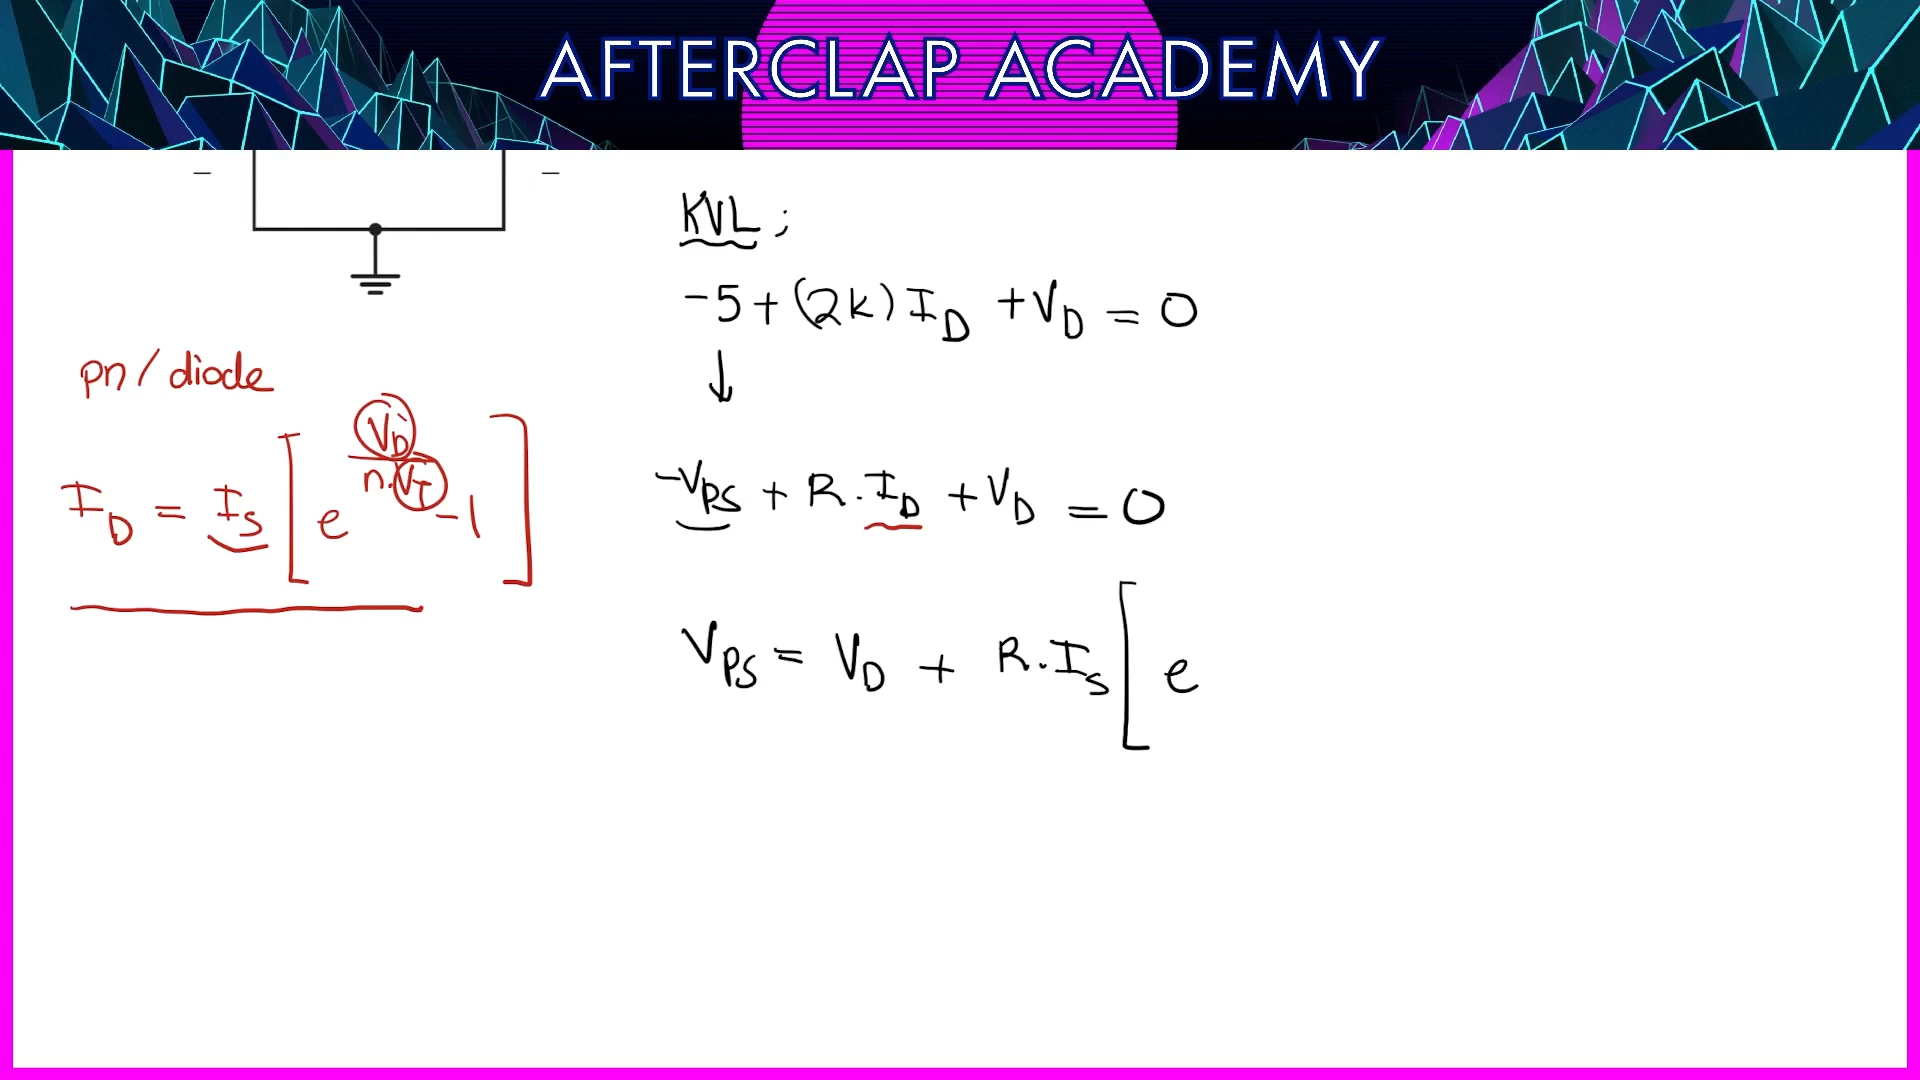 AFTERCLAP ACADEMY
KVL ;
-5 + (2k) I_D + V_D = 0
↓
-V_PS + R . I_D + V_D = 0
V_PS = V_D + R . I_S [ e
pn / diode
I_D = I_S [ e^(V_D / n . V_T) - 1 ]